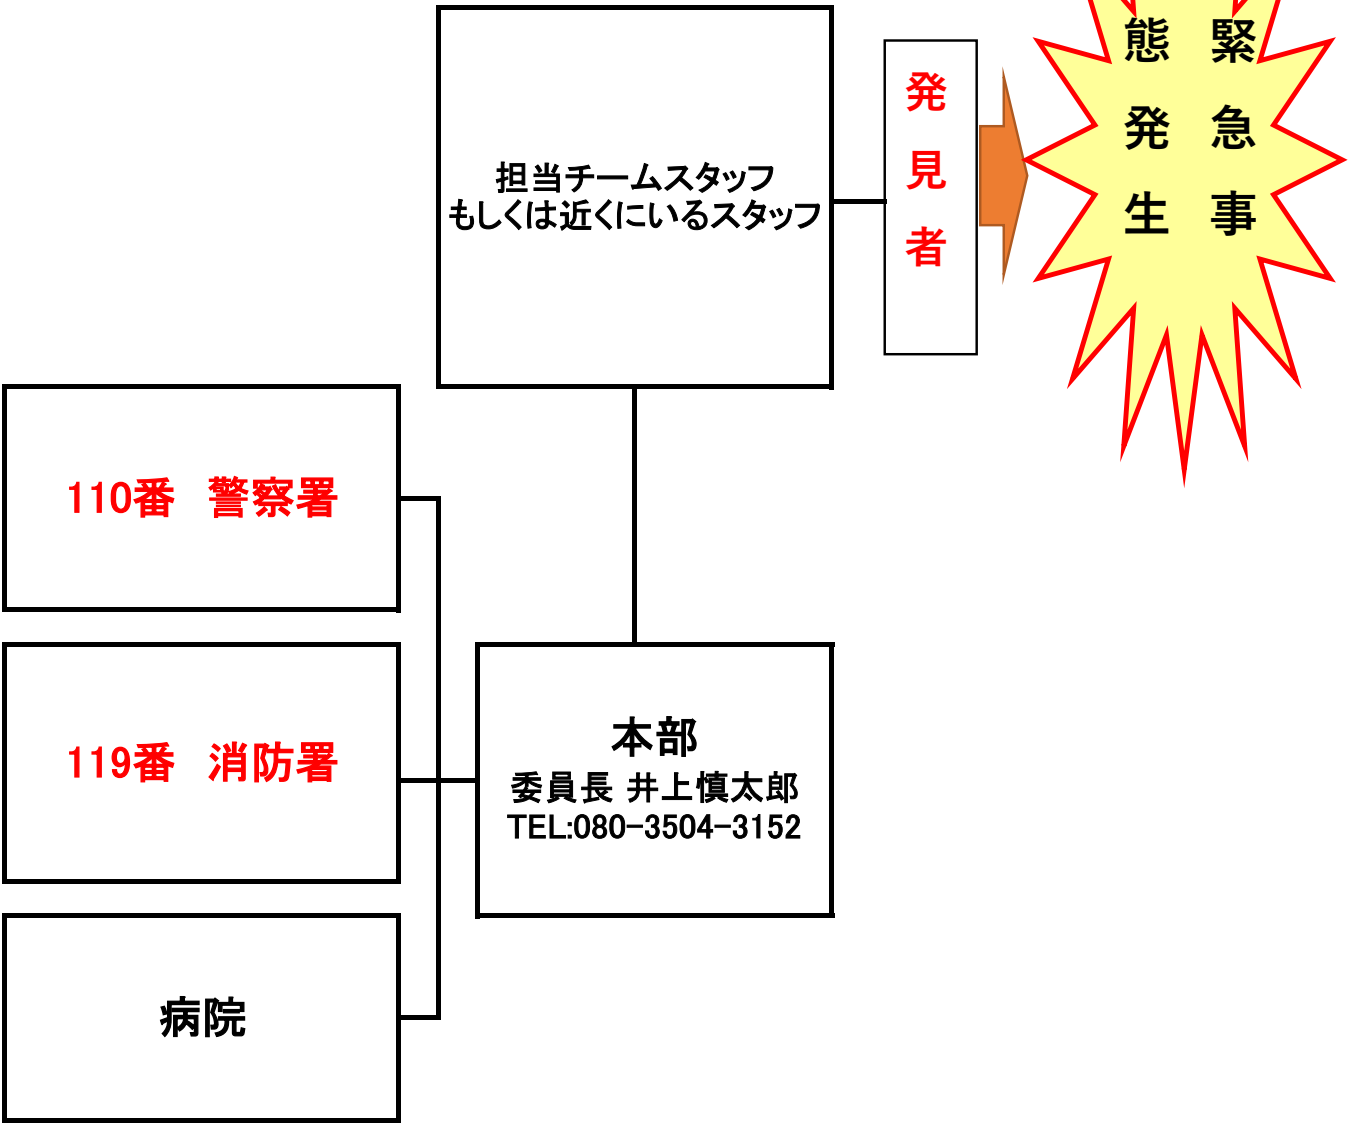 緊急事
態発生
発見者
担当チームスタッフ
もしくは近くにいるスタッフ
110番　警察署
119番　消防署
本部
委員長 井上慎太郎
TEL:080-3504-3152
病院